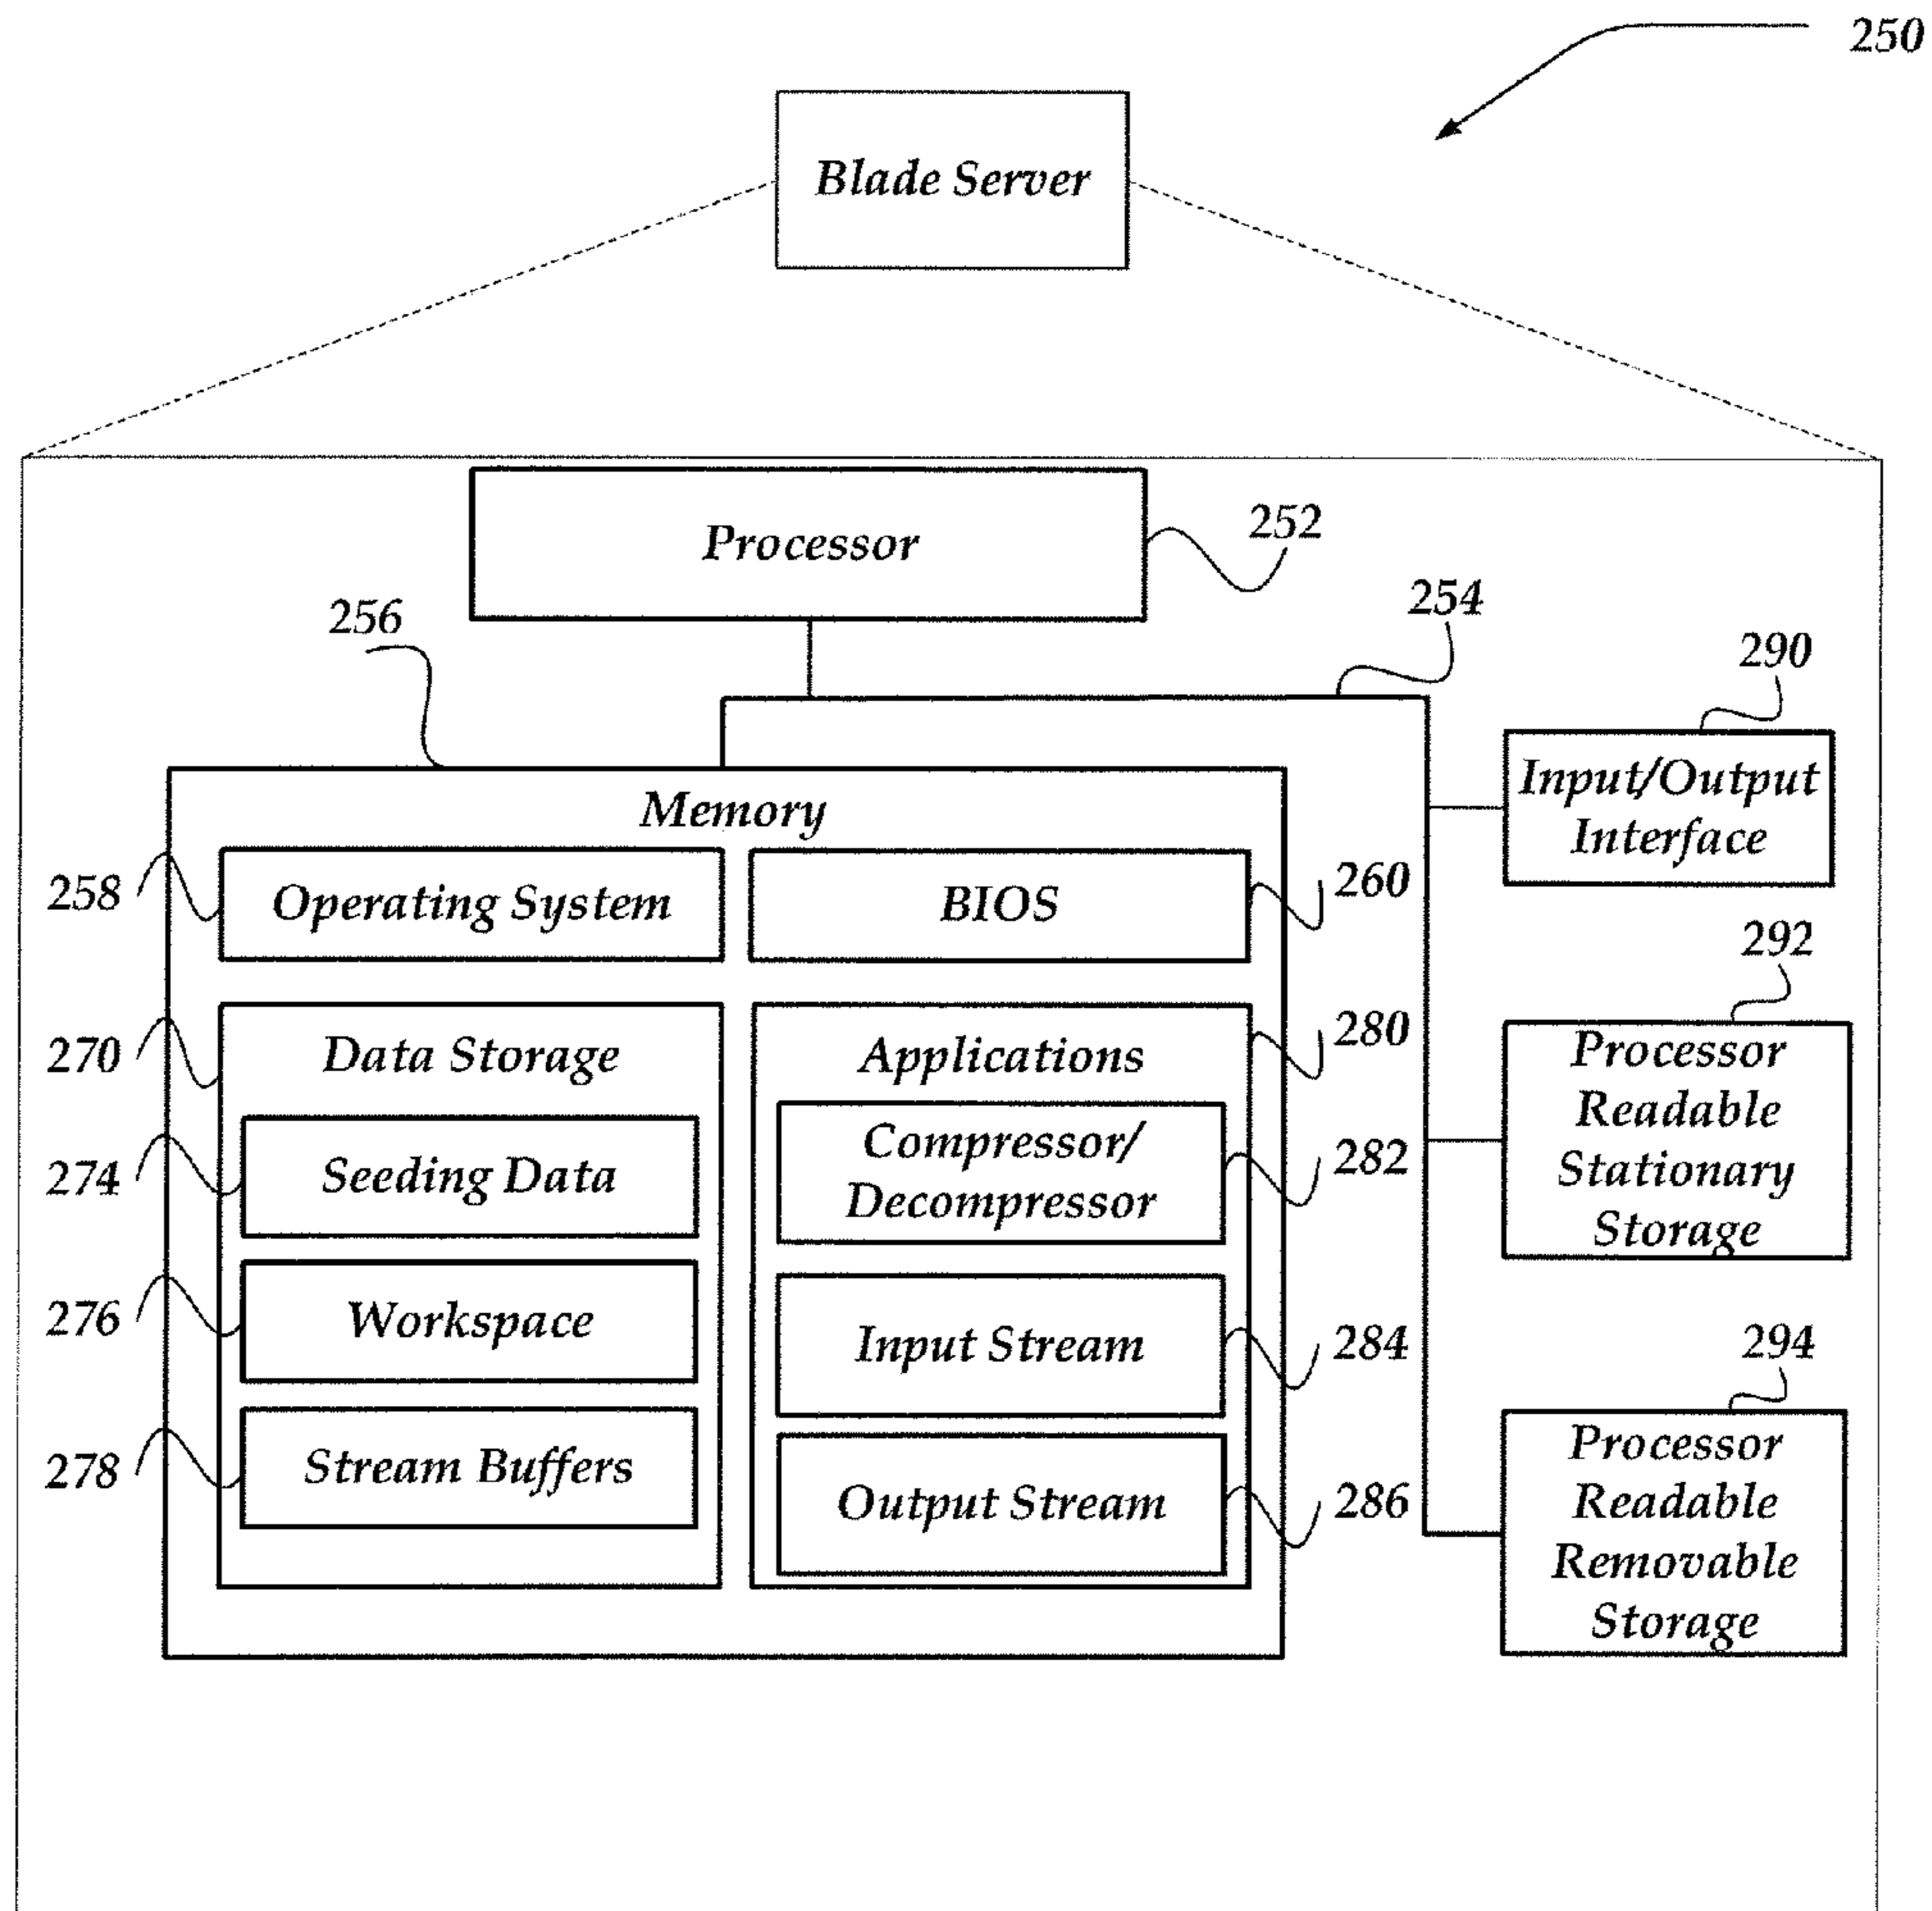 250
Blade Server
Processor
252
256
254
290
Memory
Input/Output
Interface
258
Operating System
BIOS
260
292
270
Data Storage
Applications
280
Processor
Readable
Stationary
Storage
274
Seeding Data
Compressor/
Decompressor
282
276
Workspace
Input Stream
284
294
278
Stream Buffers
Output Stream
286
Processor
Readable
Removable
Storage